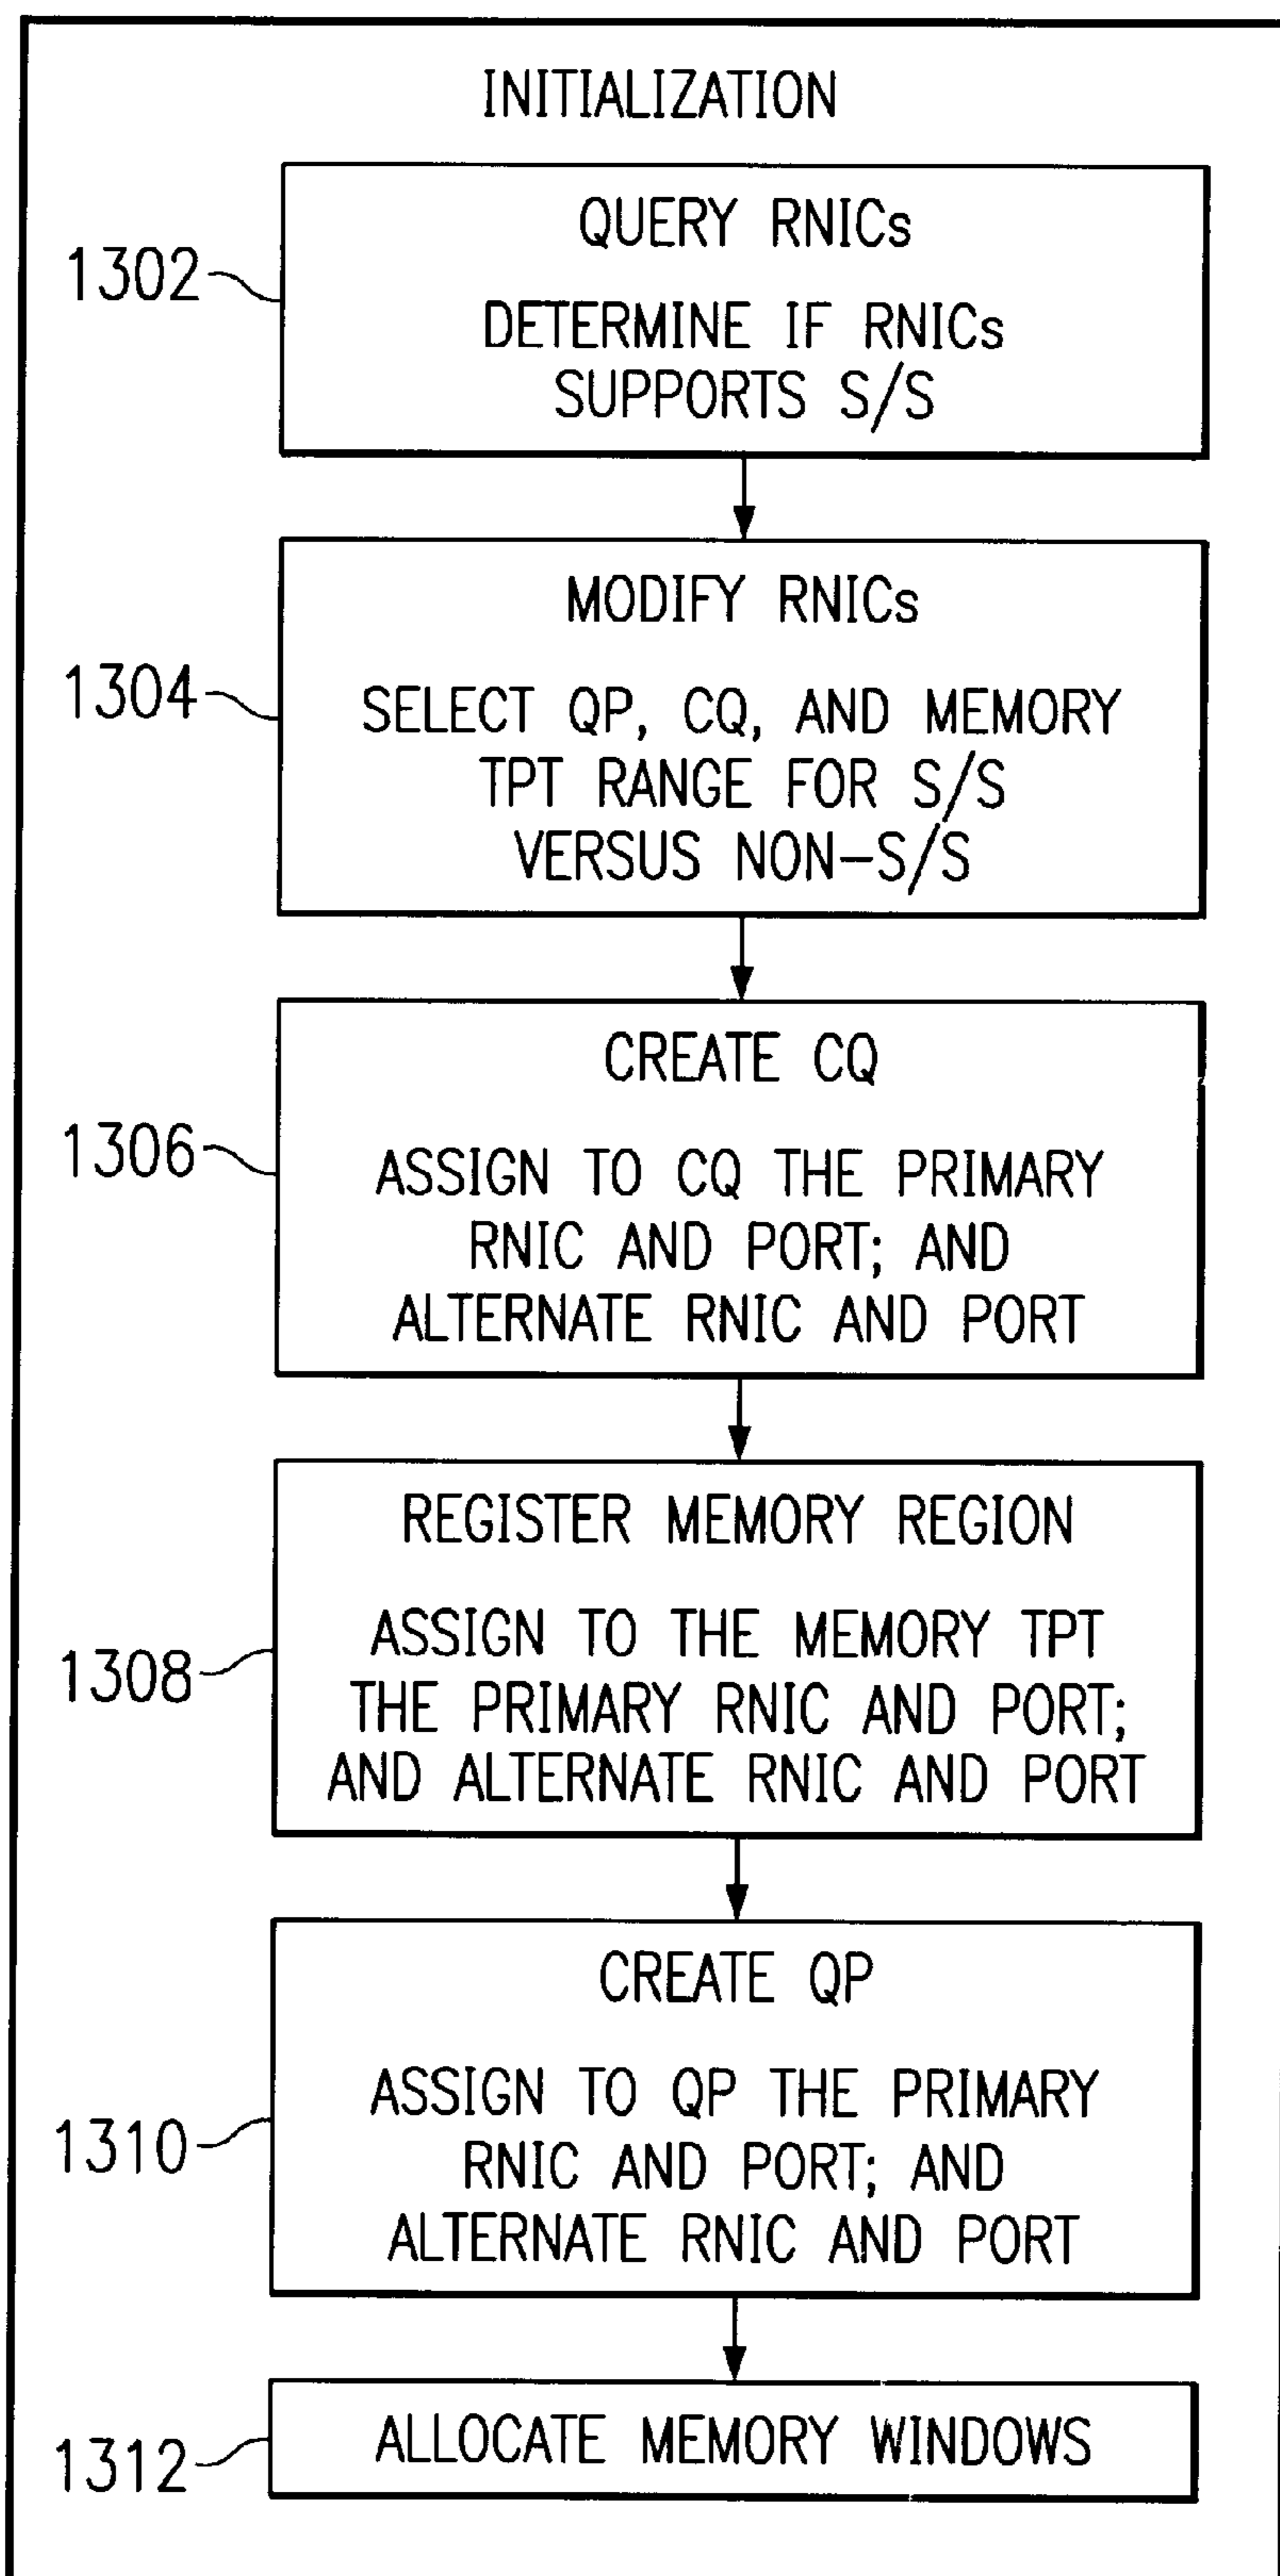 INITIALIZATION
1302
QUERY RNICs
DETERMINE IF RNICs
SUPPORTS S/S
1304
MODIFY RNICs
SELECT QP, CQ, AND MEMORY
TPT RANGE FOR S/S
VERSUS NON-S/S
1306
CREATE CQ
ASSIGN TO CQ THE PRIMARY
RNIC AND PORT; AND
ALTERNATE RNIC AND PORT
1308
REGISTER MEMORY REGION
ASSIGN TO THE MEMORY TPT
THE PRIMARY RNIC AND PORT;
AND ALTERNATE RNIC AND PORT
1310
CREATE QP
ASSIGN TO QP THE PRIMARY
RNIC AND PORT; AND
ALTERNATE RNIC AND PORT
1312
ALLOCATE MEMORY WINDOWS